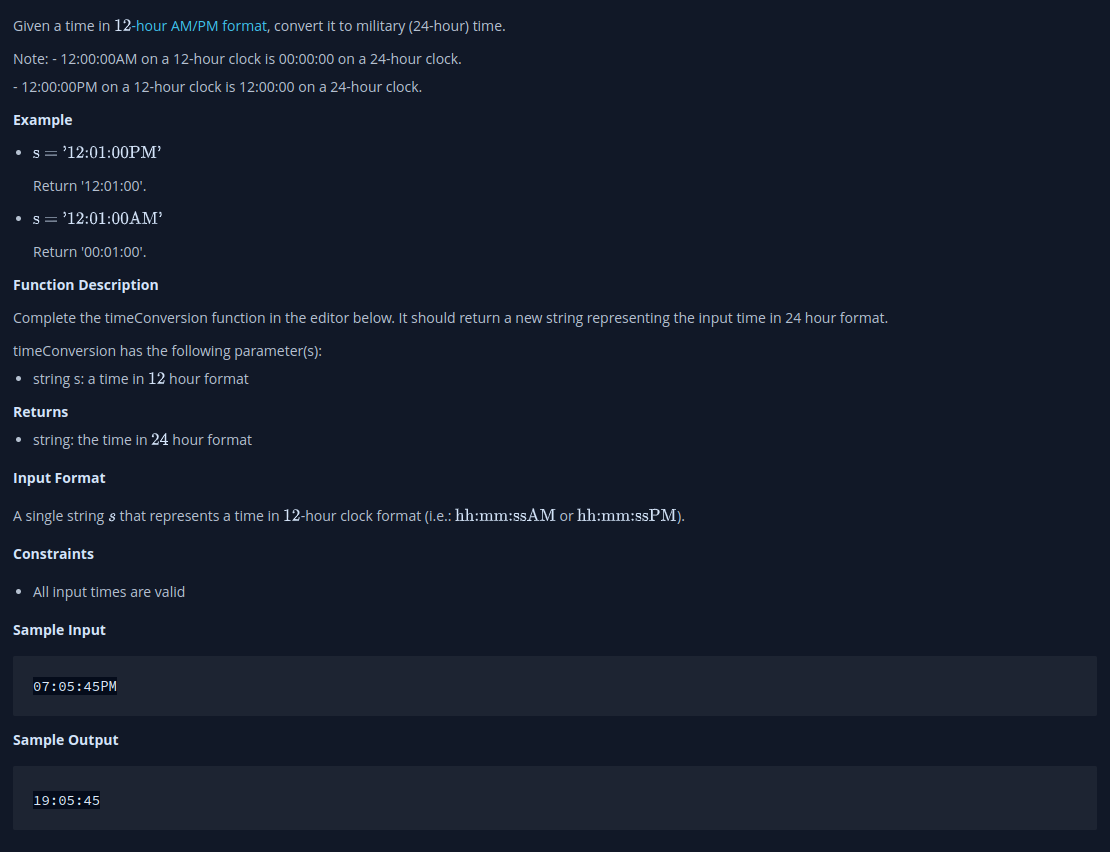 Given a time in 12-hour AM/PM format, convert it to military (24-hour) time.
Note: - 12:00:00AM on a 12-hour clock is 00:00:00 on a 24-hour clock.
- 12:00:00PM on a 12-hour clock is 12:00:00 on a 24-hour clock.
Example
• s = ’12:01:00PM’
Return '12:01:00'.
• s = ’12:01:00AM’
Return '00:01:00'.
Function Description
Complete the timeConversion function in the editor below. It should return a new string representing the input time in 24 hour format.
timeConversion has the following parameter(s):
• string s: a time in 12 hour format
Returns
• string: the time in 24 hour format
Input Format
A single string s that represents a time in 12-hour clock format (i.e.: hh:mm:ssAM or hh:mm:ssPM).
Constraints
• All input times are valid
Sample Input
07:05:45PM
Sample Output
19:05:45